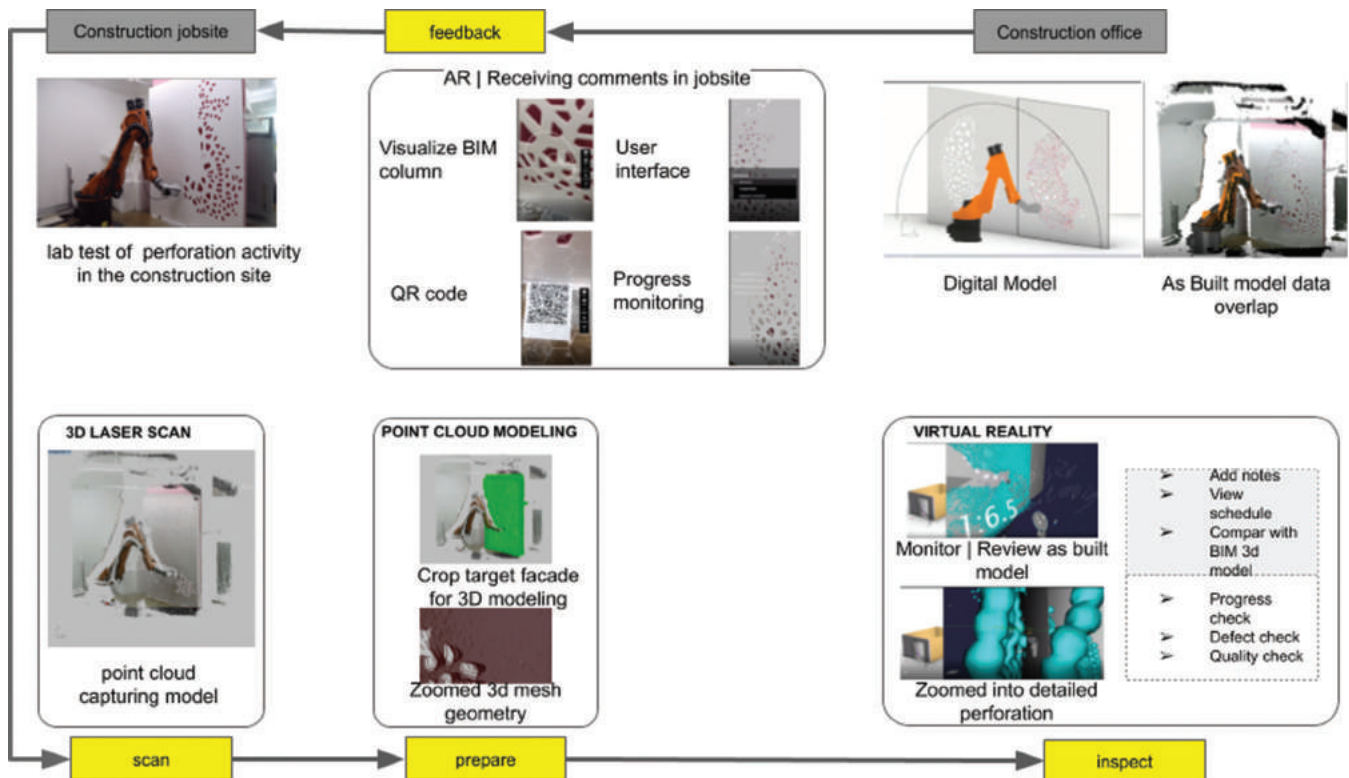 Construction jobsite
feedback
Construction office
AR | Receiving comments in jobsite
Visualize BIM
column
User
interface
QR code
Progress
monitoring
lab test of perforation activity
in the construction site
Digital Model
As Built model data
overlap
3D LASER SCAN
point cloud
capturing model
POINT CLOUD MODELING
Crop target facade
for 3D modeling
Zoomed 3d mesh
geometry
VIRTUAL REALITY
1:6.5
Monitor | Review as built
model
Zoomed into detailed
perforation
➢ Add notes
➢ View
schedule
➢ Compar with
BIM 3d
model
➢ Progress
check
➢ Defect check
➢ Quality check
scan
prepare
inspect